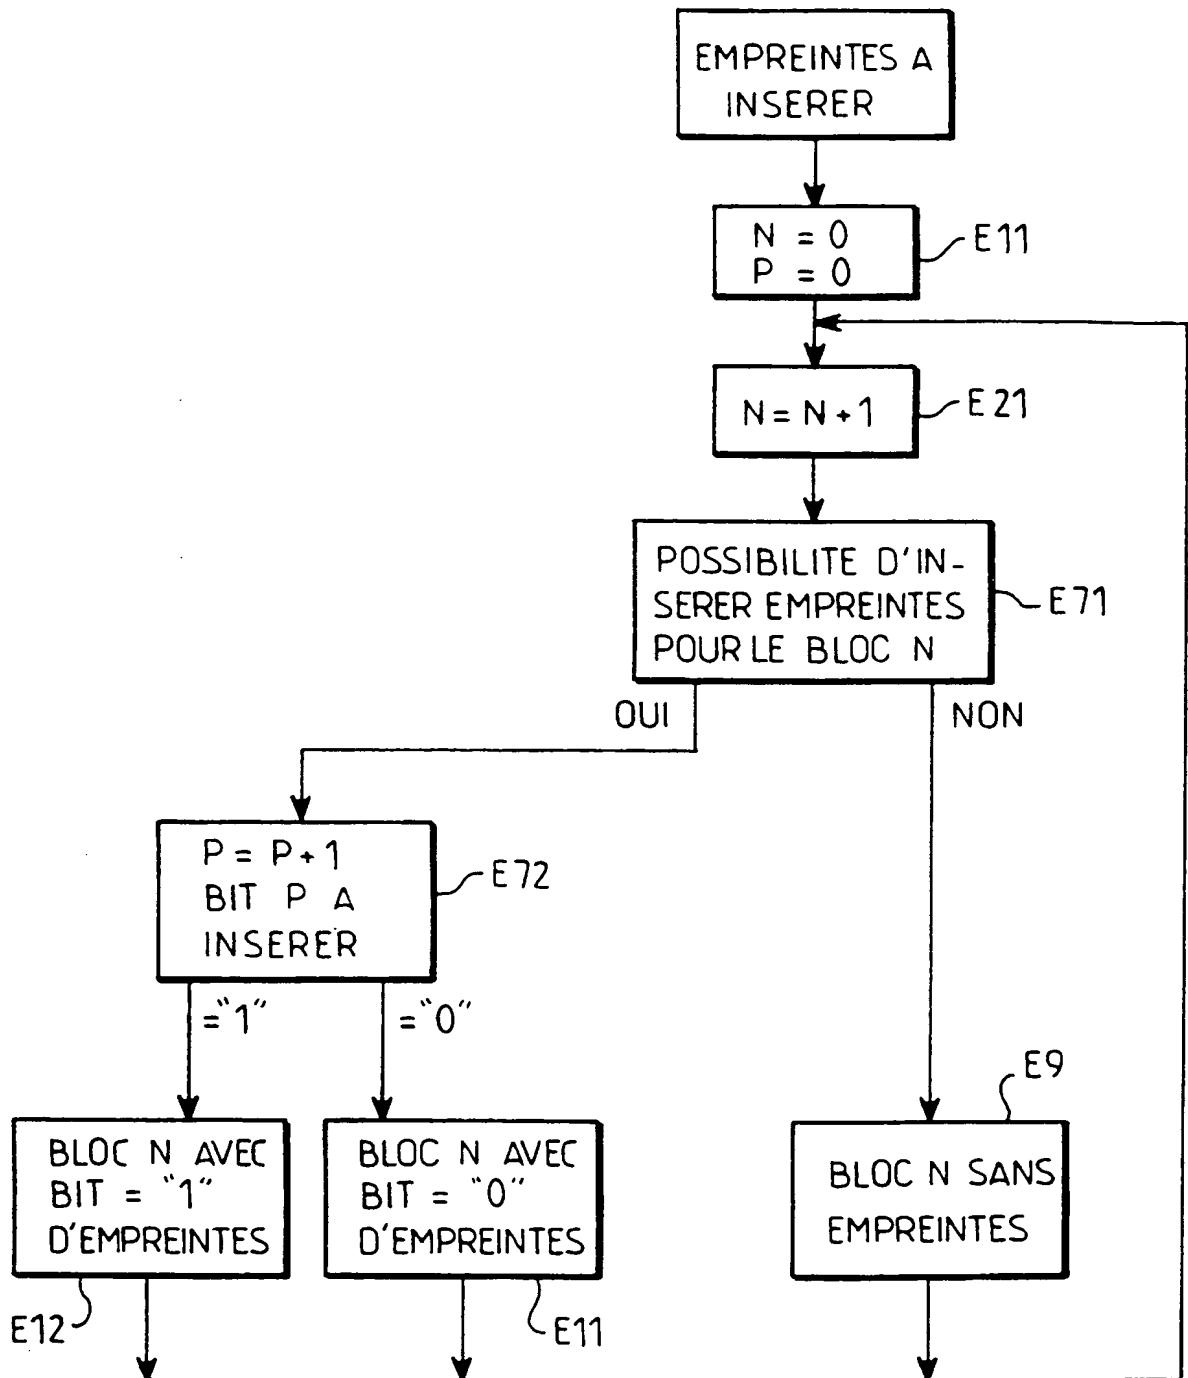 EMPREINTES A
INSERER
N = 0
P = 0
E11
N = N + 1
E21
POSSIBILITE D'IN-
SERER EMPREINTES
POUR LE BLOC N
E71
OUI
NON
P = P + 1
BIT P A
INSERER
E72
="1"
="0"
E9
BLOC N AVEC
BIT = "1"
D'EMPREINTES
BLOC N AVEC
BIT = "0"
D'EMPREINTES
BLOC N SANS
EMPREINTES
E12
E11